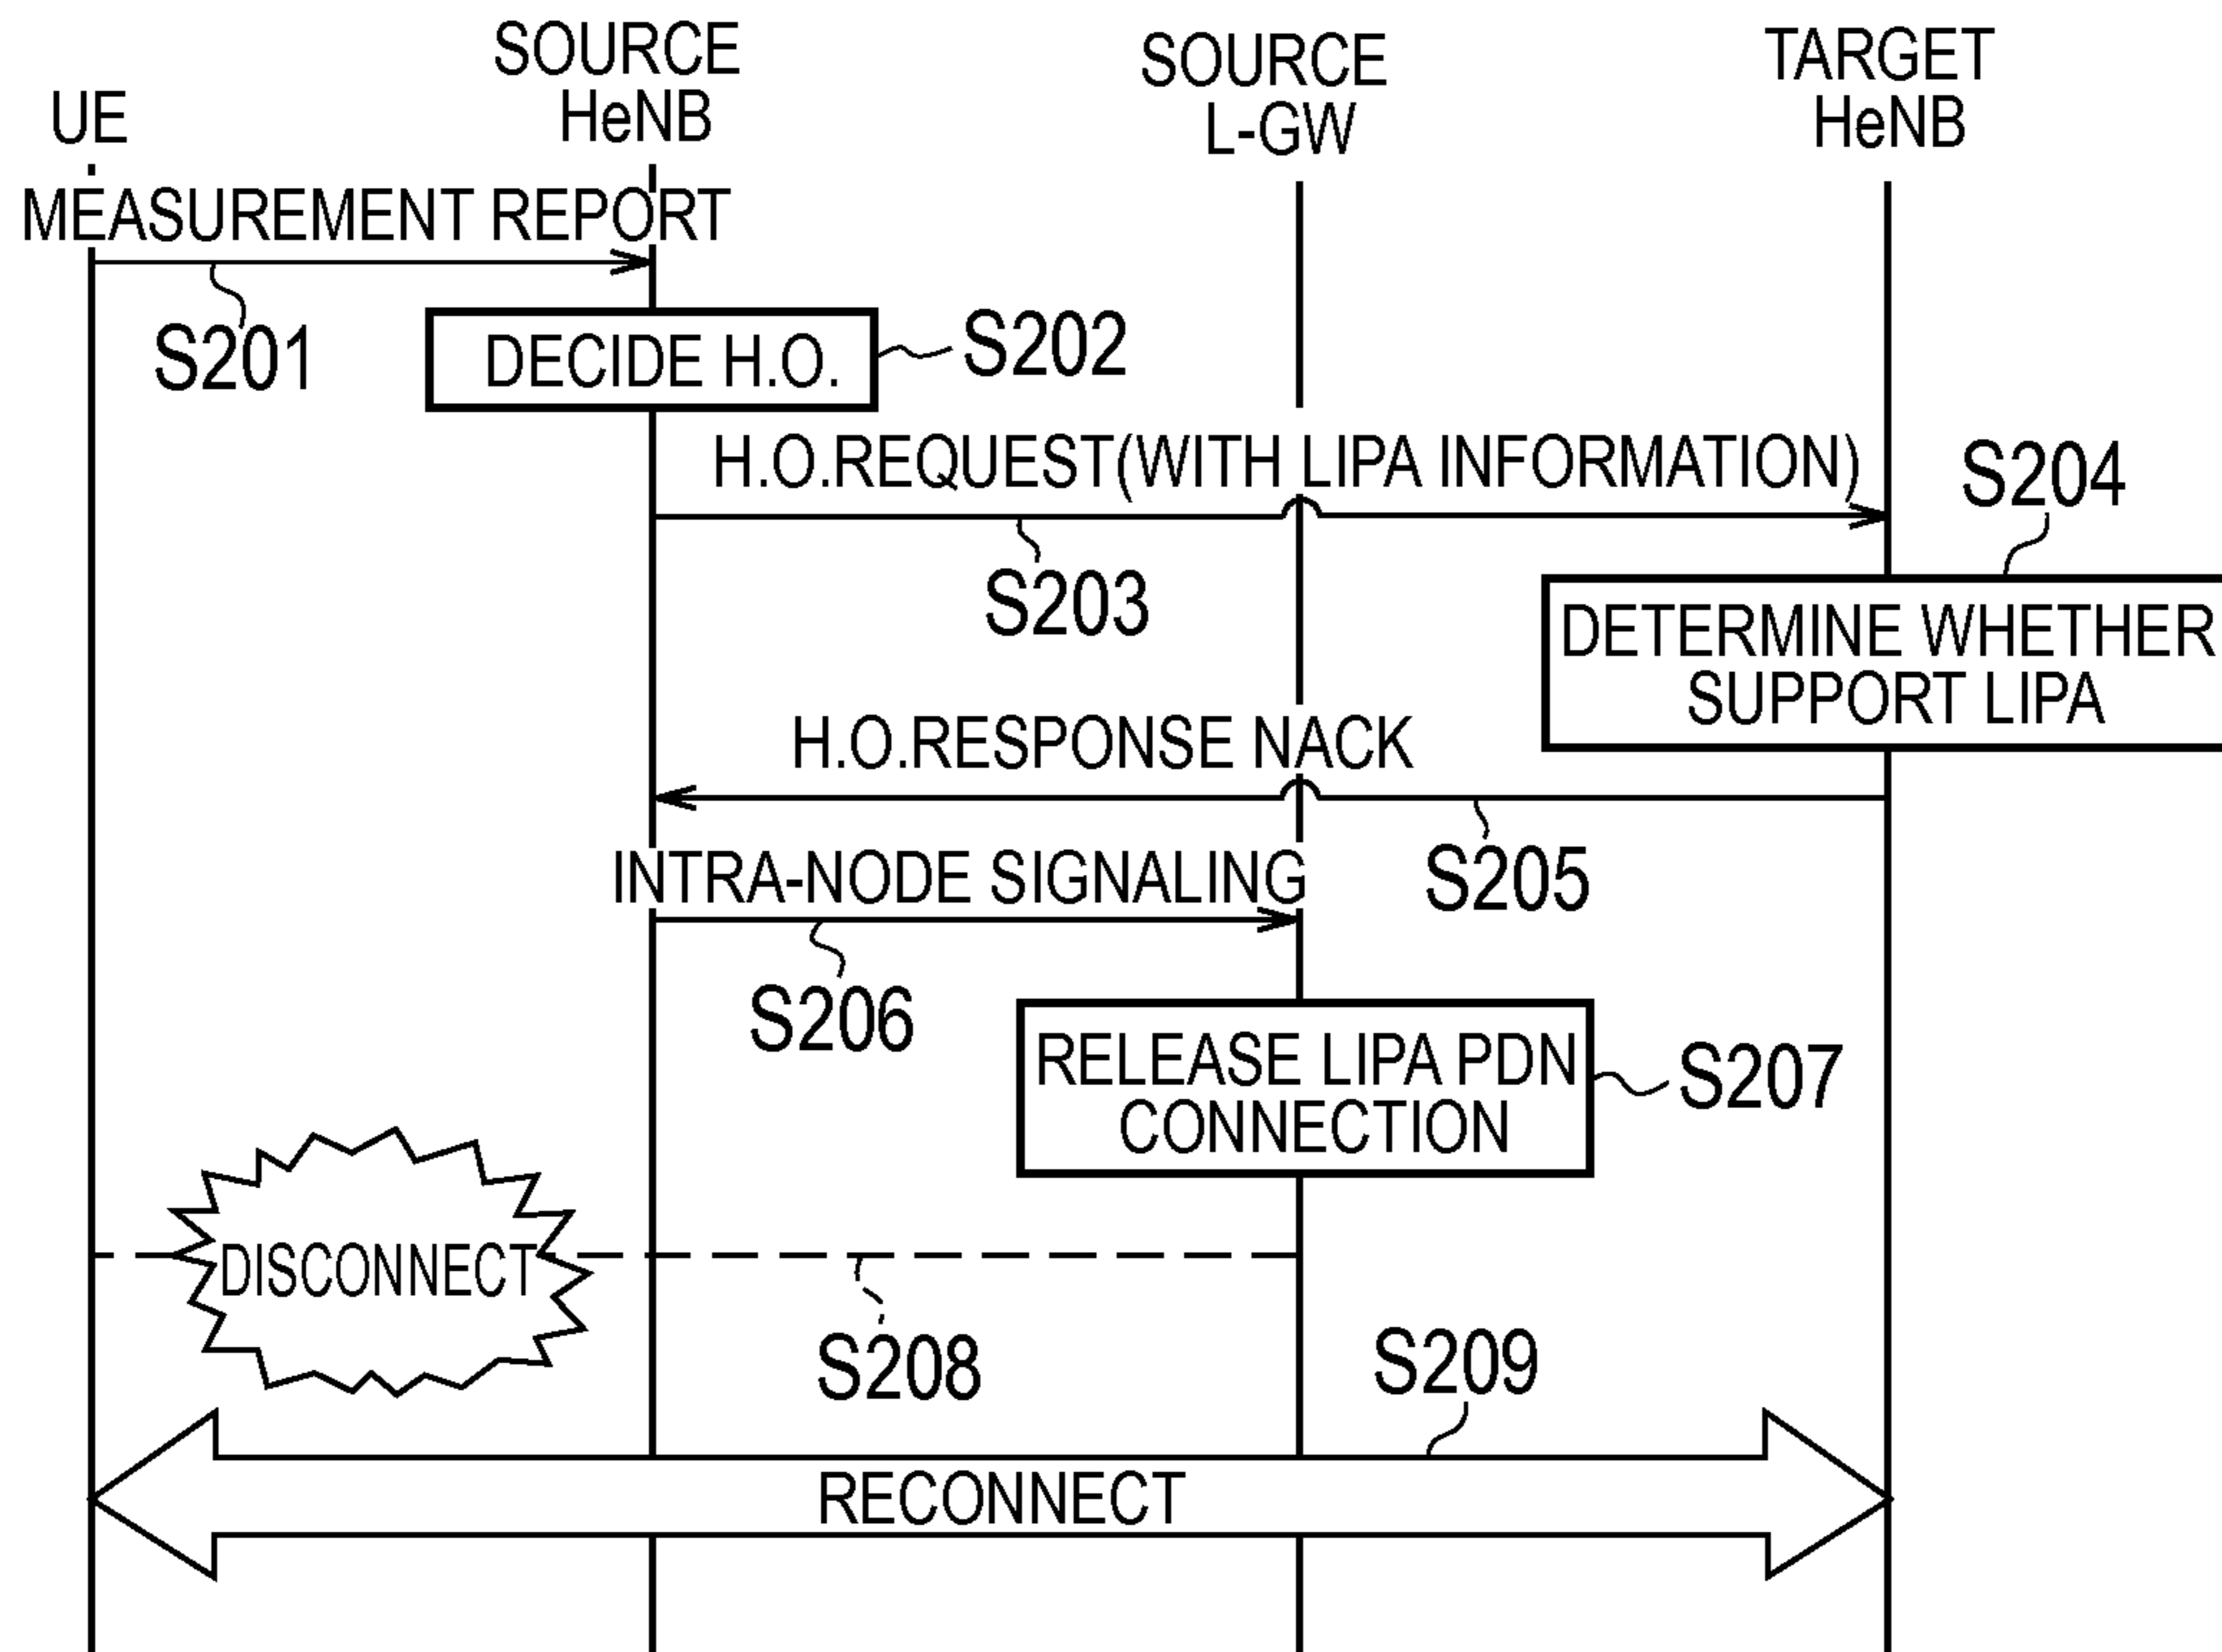 UE
SOURCE
HeNB
SOURCE
L-GW
TARGET
HeNB
MEASUREMENT REPORT
S201
DECIDE H.O.
S202
H.O.REQUEST(WITH LIPA INFORMATION)
S203
S204
DETERMINE WHETHER
SUPPORT LIPA
H.O.RESPONSE NACK
S205
INTRA-NODE SIGNALING
S206
RELEASE LIPA PDN
CONNECTION
S207
DISCONNECT
S208
S209
RECONNECT